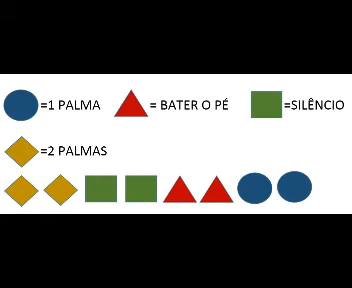 =1 PALMA = BATER O PÉ =SILÊNCIO
=2 PALMAS